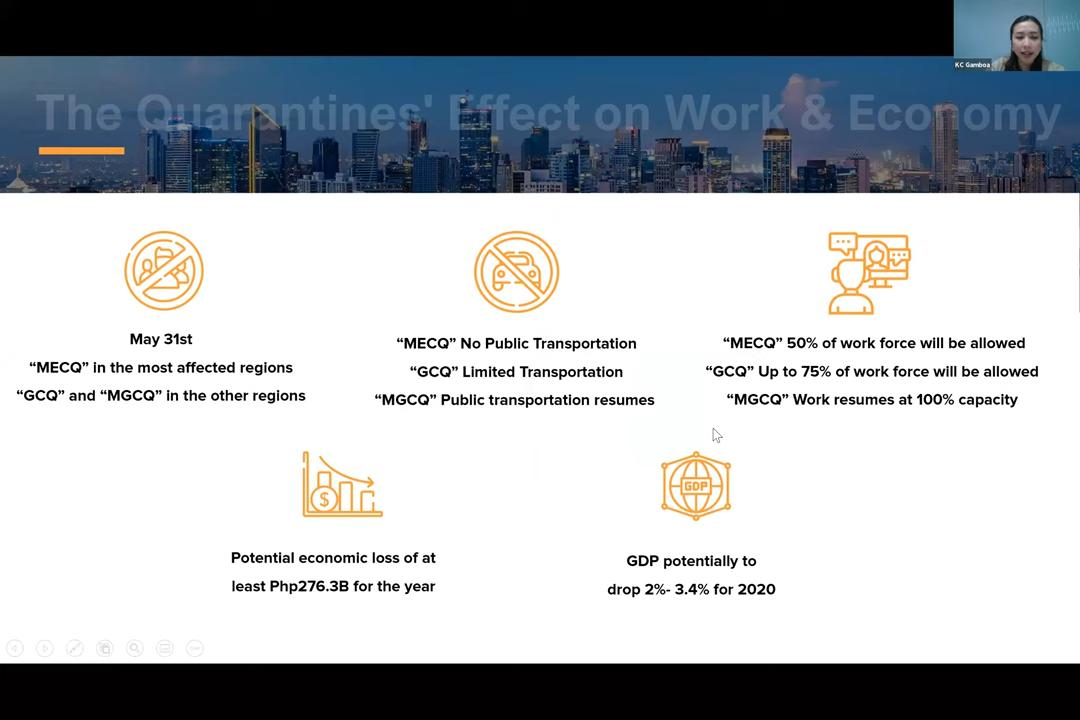 KC Gamboa
The Quarantines' Effect on Work & Economy
May 31st
“MECQ” in the most affected regions
“GCQ” and “MGCQ” in the other regions
“MECQ” No Public Transportation
“GCQ” Limited Transportation
“MGCQ” Public transportation resumes
“MECQ” 50% of work force will be allowed
“GCQ” Up to 75% of work force will be allowed
“MGCQ” Work resumes at 100% capacity
$
Potential economic loss of at
least Php276.3B for the year
GDP
GDP potentially to
drop 2%- 3.4% for 2020